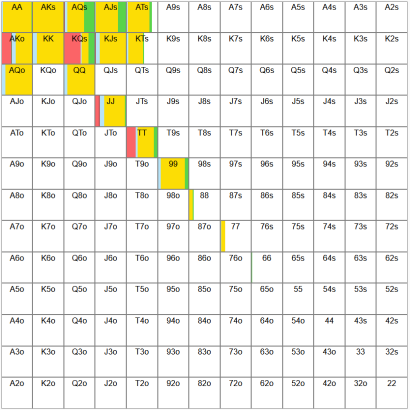 AA AKs AQs AJs ATs A9s A8s A7s A6s A5s A4s A3s A2s
AKo KK KQs KJs KTs K9s K8s K7s K6s K5s K4s K3s K2s
AQo KQo QQ QJs QTs Q9s Q8s Q7s Q6s Q5s Q4s Q3s Q2s
AJo KJo QJo JJ JTs J9s J8s J7s J6s J5s J4s J3s J2s
ATo KTo QTo JTo TT T9s T8s T7s T6s T5s T4s T3s T2s
A9o K9o Q9o J9o T9o 99 98s 97s 96s 95s 94s 93s 92s
A8o K8o Q8o J8o T8o 98o 88 87s 86s 85s 84s 83s 82s
A7o K7o Q7o J7o T7o 97o 87o 77 76s 75s 74s 73s 72s
A6o K6o Q6o J6o T6o 96o 86o 76o 66 65s 64s 63s 62s
A5o K5o Q5o J5o T5o 95o 85o 75o 65o 55 54s 53s 52s
A4o K4o Q4o J4o T4o 94o 84o 74o 64o 54o 44 43s 42s
A3o K3o Q3o J3o T3o 93o 83o 73o 63o 53o 43o 33 32s
A2o K2o Q2o J2o T2o 92o 82o 72o 62o 52o 42o 32o 22